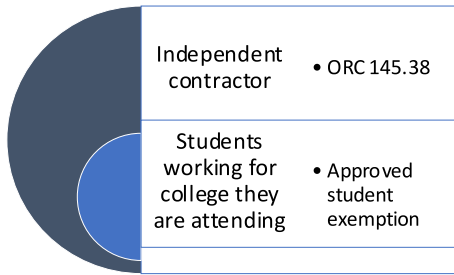 Independent
contractor
• ORC 145.38
Students
working for
college they
are attending
• Approved
student
exemption